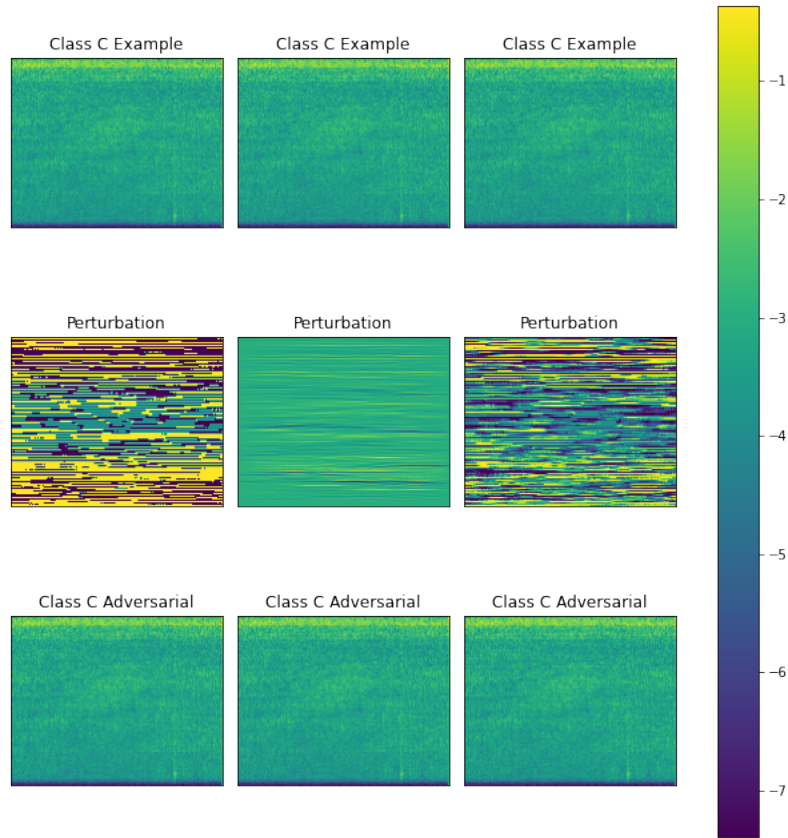 Class C Example
Class C Example
Class C Example
Perturbation
Perturbation
Perturbation
Class C Adversarial
Class C Adversarial
Class C Adversarial
−1
−2
−3
−4
−5
−6
−7